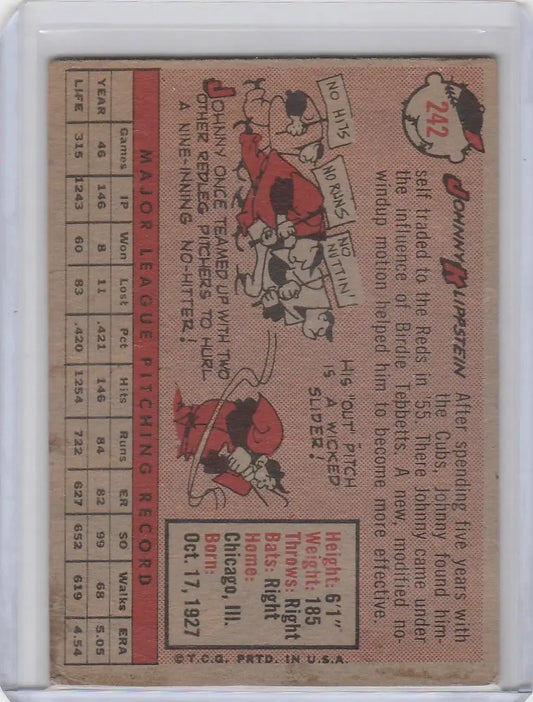 242
JOHNNY KLIPPSTEIN After spending five years with
the Cubs, Johnny found him-
self traded to the Reds in '55. There Johnny came under
the influence of Birdie Tebbetts. A new, modified no-
windup motion helped him to become more effective.
NO HITS
NO RUNS
NO NITTIN'
JOHNNY ONCE TEAMED UP WITH TWO
OTHER REDLEG PITCHERS TO HURL
A NINE-INNING NO-HITTER!
HIS "OUT" PITCH
IS A WICKED
SLIDER!
Height: 6'1"
Weight: 185
Throws: Right
Bats: Right
Home:
Chicago, Ill.
Born:
Oct. 17, 1927
MAJOR LEAGUE PITCHING RECORD
Games IP Won Lost Pct Hits Runs ER SO Walks ERA
YEAR 46 146 8 11 .421 146 84 82 99 68 5.05
LIFE 315 1243 60 83 .420 1254 722 627 652 619 4.54
©T.C.G. PRTD. IN U.S.A.